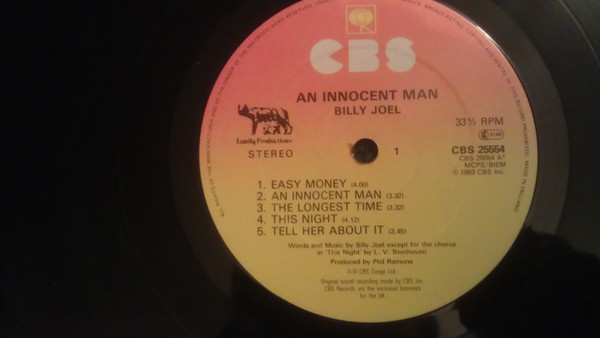 CBS
AN INNOCENT MAN
BILLY JOEL
33⅓ RPM
Family Productions
STEREO
1
CBS 25554
CBS 25554 A
MCPS/BIEM
℗ 1983 CBS Inc.
1. EASY MONEY (4.00)
2. AN INNOCENT MAN
3. THE LONGEST TIME (3.32)
4. THIS NIGHT (4.12)
5. TELL HER ABOUT IT (3.45)
Words and Music by Billy Joel except for the chorus
in 'This Night' by L. V. Beethoven
Produced by Phil Ramone
CBS Songs Ltd
Original sound recording made by CBS Inc.
CBS Records are the exclusive licensees
for the UK